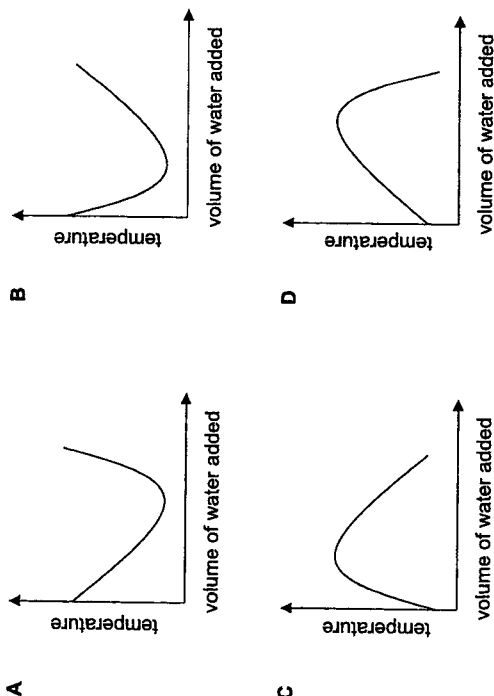 A
temperature
volume of water added
B
temperature
volume of water added
C
temperature
volume of water added
D
temperature
volume of water added